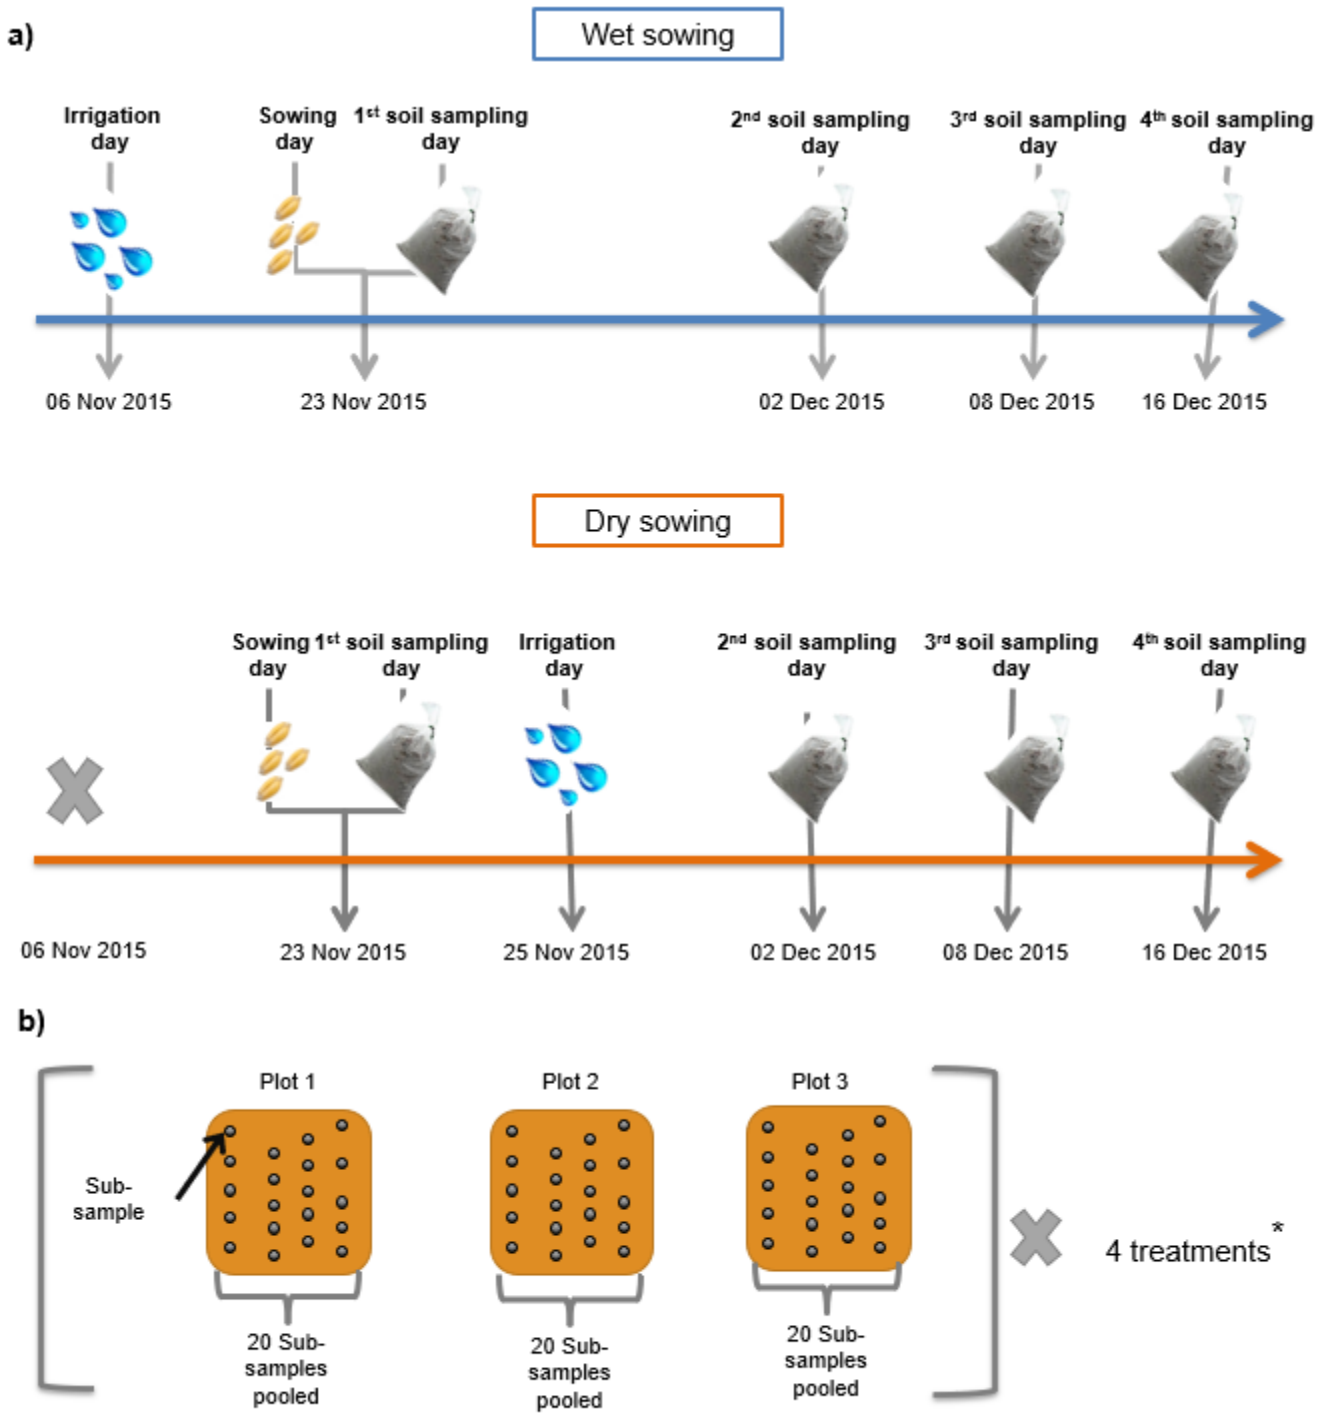 a)
Wet sowing
Irrigation
day
Sowing
day
1st soil sampling
day
2nd soil sampling
day
3rd soil sampling
day
4th soil sampling
day
06 Nov 2015
23 Nov 2015
02 Dec 2015
08 Dec 2015
16 Dec 2015
Dry sowing
Sowing
day
1st soil sampling
day
Irrigation
day
2nd soil sampling
day
3rd soil sampling
day
4th soil sampling
day
06 Nov 2015
23 Nov 2015
25 Nov 2015
02 Dec 2015
08 Dec 2015
16 Dec 2015
b)
Plot 1
Plot 2
Plot 3
Sub-
sample
20 Sub-
samples
pooled
20 Sub-
samples
pooled
20 Sub-
samples
pooled
4 treatments*